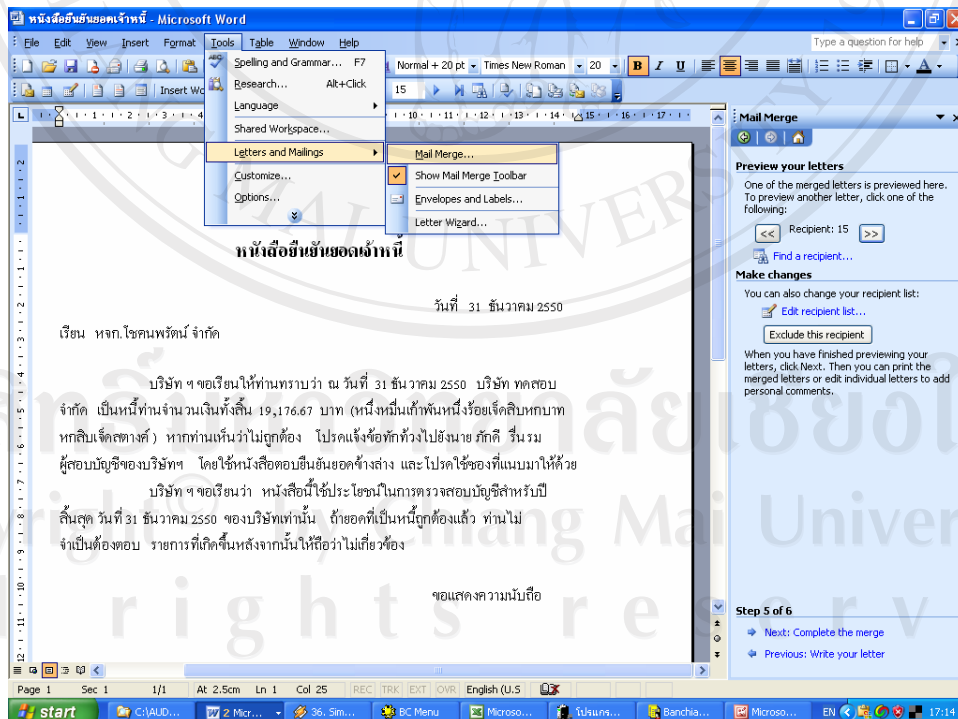 หนังสือยืนยันยอดเจ้าหนี้ - Microsoft Word
File Edit View Insert Format Tools Table Window Help
Type a question for help
Normal + 20 pt Times New Roman 20 B I U
Insert Wo
15
Spelling and Grammar... F7
Research... Alt+Click
Language
Shared Workspace...
Letters and Mailings
Customize...
Options...
Mail Merge...
Show Mail Merge Toolbar
Envelopes and Labels...
Letter Wizard...
หนังสือยืนยันยอดเจ้าหนี้
วันที่ 31 ธันวาคม 2550
เรียน หจก.โชคนพรัตน์ จำกัด
บริษัท ฯ ขอเรียนให้ท่านทราบว่า ณ วันที่ 31 ธันวาคม 2550 บริษัท ทดสอบ
จำกัด เป็นหนี้ท่านจำนวนเงินทั้งสิ้น 19,176.67 บาท (หนึ่งหมื่นเก้าพันหนึ่งร้อยเจ็ดสิบหกบาท
หกสิบเจ็ดสตางค์ ) หากท่านเห็นว่าไม่ถูกต้อง โปรดแจ้งข้อทักท้วงไปยังนาย ภักดี รื่นรม
ผู้สอบบัญชีของบริษัทฯ โดยใช้หนังสือตอบยืนยันยอดข้างล่าง และโปรดใช้ซองที่แนบมาให้ด้วย
บริษัท ฯ ขอเรียนว่า หนังสือนี้ใช้ประโยชน์ในการตรวจสอบบัญชีสำหรับปี
สิ้นสุด วันที่ 31 ธันวาคม 2550 ของบริษัทเท่านั้น ถ้ายอดที่เป็นหนี้ถูกต้องแล้ว ท่านไม่
จำเป็นต้องตอบ รายการที่เกิดขึ้นหลังจากนั้นให้ถือว่าไม่เกี่ยวข้อง
ขอแสดงความนับถือ
Mail Merge
Preview your letters
One of the merged letters is previewed here.
To preview another letter, click one of the
following:
<< Recipient: 15 >>
Find a recipient...
Make changes
You can also change your recipient list:
Edit recipient list...
Exclude this recipient
When you have finished previewing your
letters, click Next. Then you can print the
merged letters or edit individual letters to add
personal comments.
Step 5 of 6
Next: Complete the merge
Previous: Write your letter
Page 1 Sec 1 1/1 At 2.5cm Ln 1 Col 25 REC TRK EXT OVR English (U.S
start C:\AUD... 2 Micr... 36. Sim... BC Menu Microso... โปรแกร... Banchia... Microso... EN 17:14